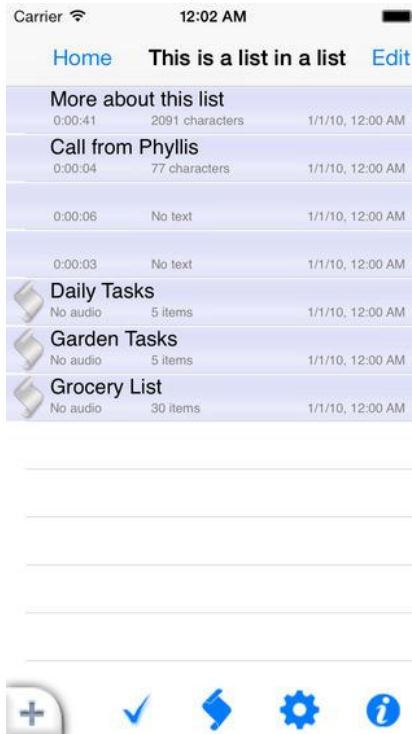 Carrier 12:02 AM
Home This is a list in a list Edit
More about this list
0:00:41 2091 characters 1/1/10, 12:00 AM
Call from Phyllis
0:00:04 77 characters 1/1/10, 12:00 AM
0:00:06 No text 1/1/10, 12:00 AM
0:00:03 No text 1/1/10, 12:00 AM
Daily Tasks
No audio 5 items 1/1/10, 12:00 AM
Garden Tasks
No audio 5 items 1/1/10, 12:00 AM
Grocery List
No audio 30 items 1/1/10, 12:00 AM